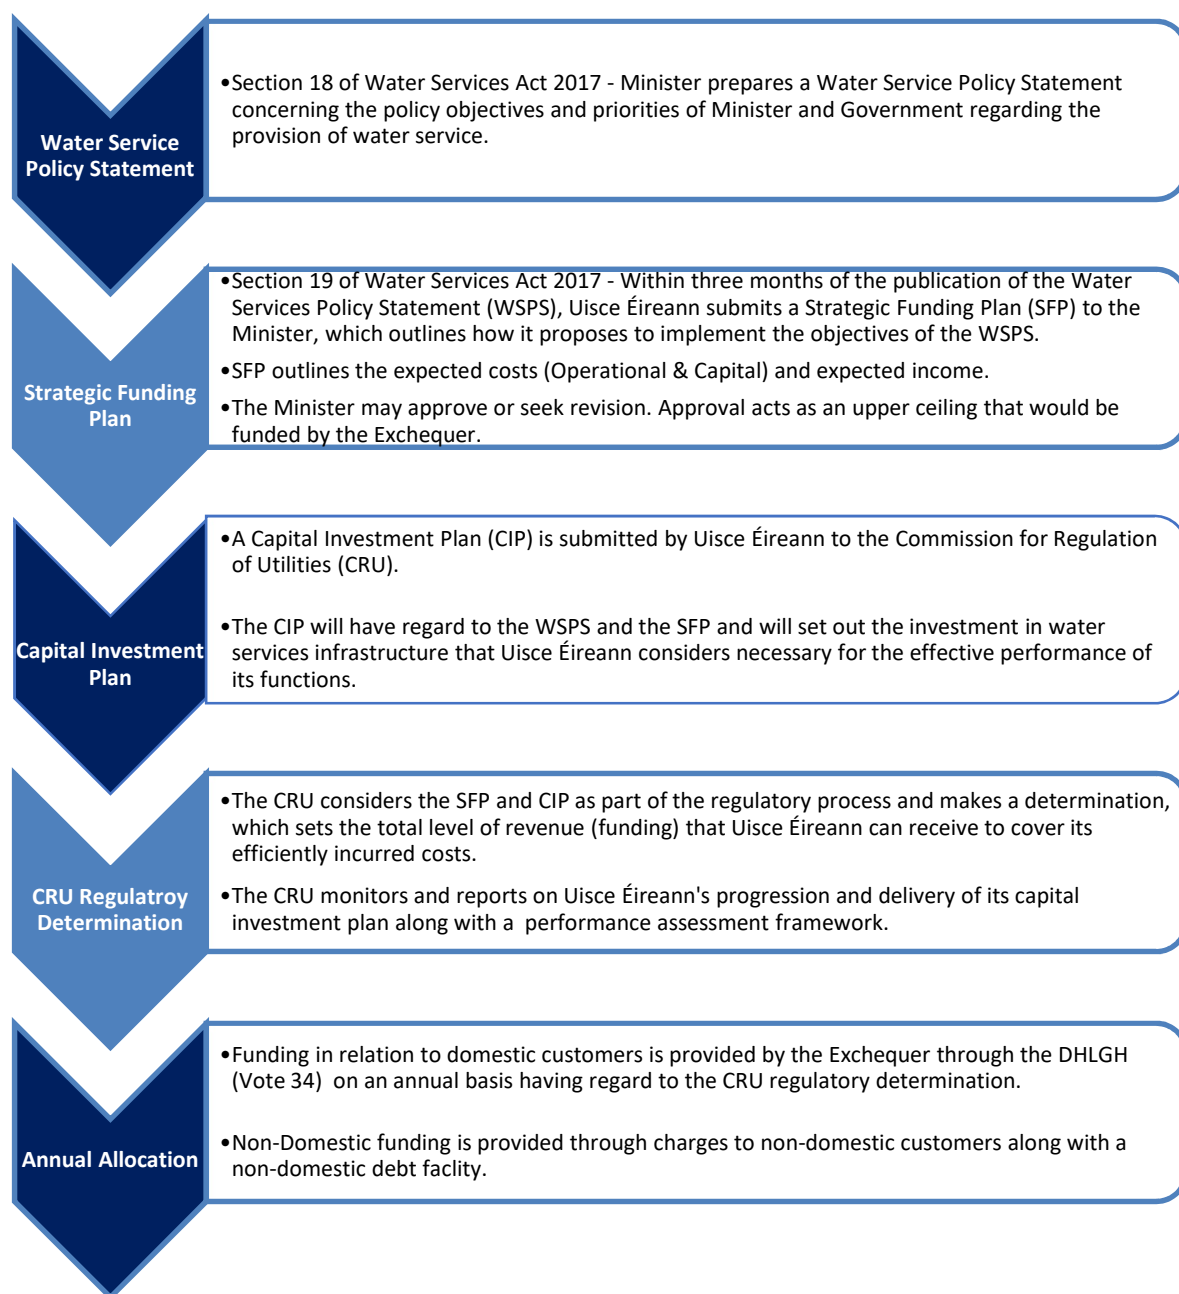 Water Service
Policy Statement
•Section 18 of Water Services Act 2017 - Minister prepares a Water Service Policy Statement
concerning the policy objectives and priorities of Minister and Government regarding the
provision of water service.
Strategic Funding
Plan
•Section 19 of Water Services Act 2017 - Within three months of the publication of the Water
Services Policy Statement (WSPS), Uisce Éireann submits a Strategic Funding Plan (SFP) to the
Minister, which outlines how it proposes to implement the objectives of the WSPS.
•SFP outlines the expected costs (Operational & Capital) and expected income.
•The Minister may approve or seek revision. Approval acts as an upper ceiling that would be
funded by the Exchequer.
Capital Investment
Plan
•A Capital Investment Plan (CIP) is submitted by Uisce Éireann to the Commission for Regulation
of Utilities (CRU).
•The CIP will have regard to the WSPS and the SFP and will set out the investment in water
services infrastructure that Uisce Éireann considers necessary for the effective performance of
its functions.
CRU Regulatroy
Determination
•The CRU considers the SFP and CIP as part of the regulatory process and makes a determination,
which sets the total level of revenue (funding) that Uisce Éireann can receive to cover its
efficiently incurred costs.
•The CRU monitors and reports on Uisce Éireann's progression and delivery of its capital
investment plan along with a  performance assessment framework.
Annual Allocation
•Funding in relation to domestic customers is provided by the Exchequer through the DHLGH
(Vote 34)  on an annual basis having regard to the CRU regulatory determination.
•Non-Domestic funding is provided through charges to non-domestic customers along with a
non-domestic debt faclity.